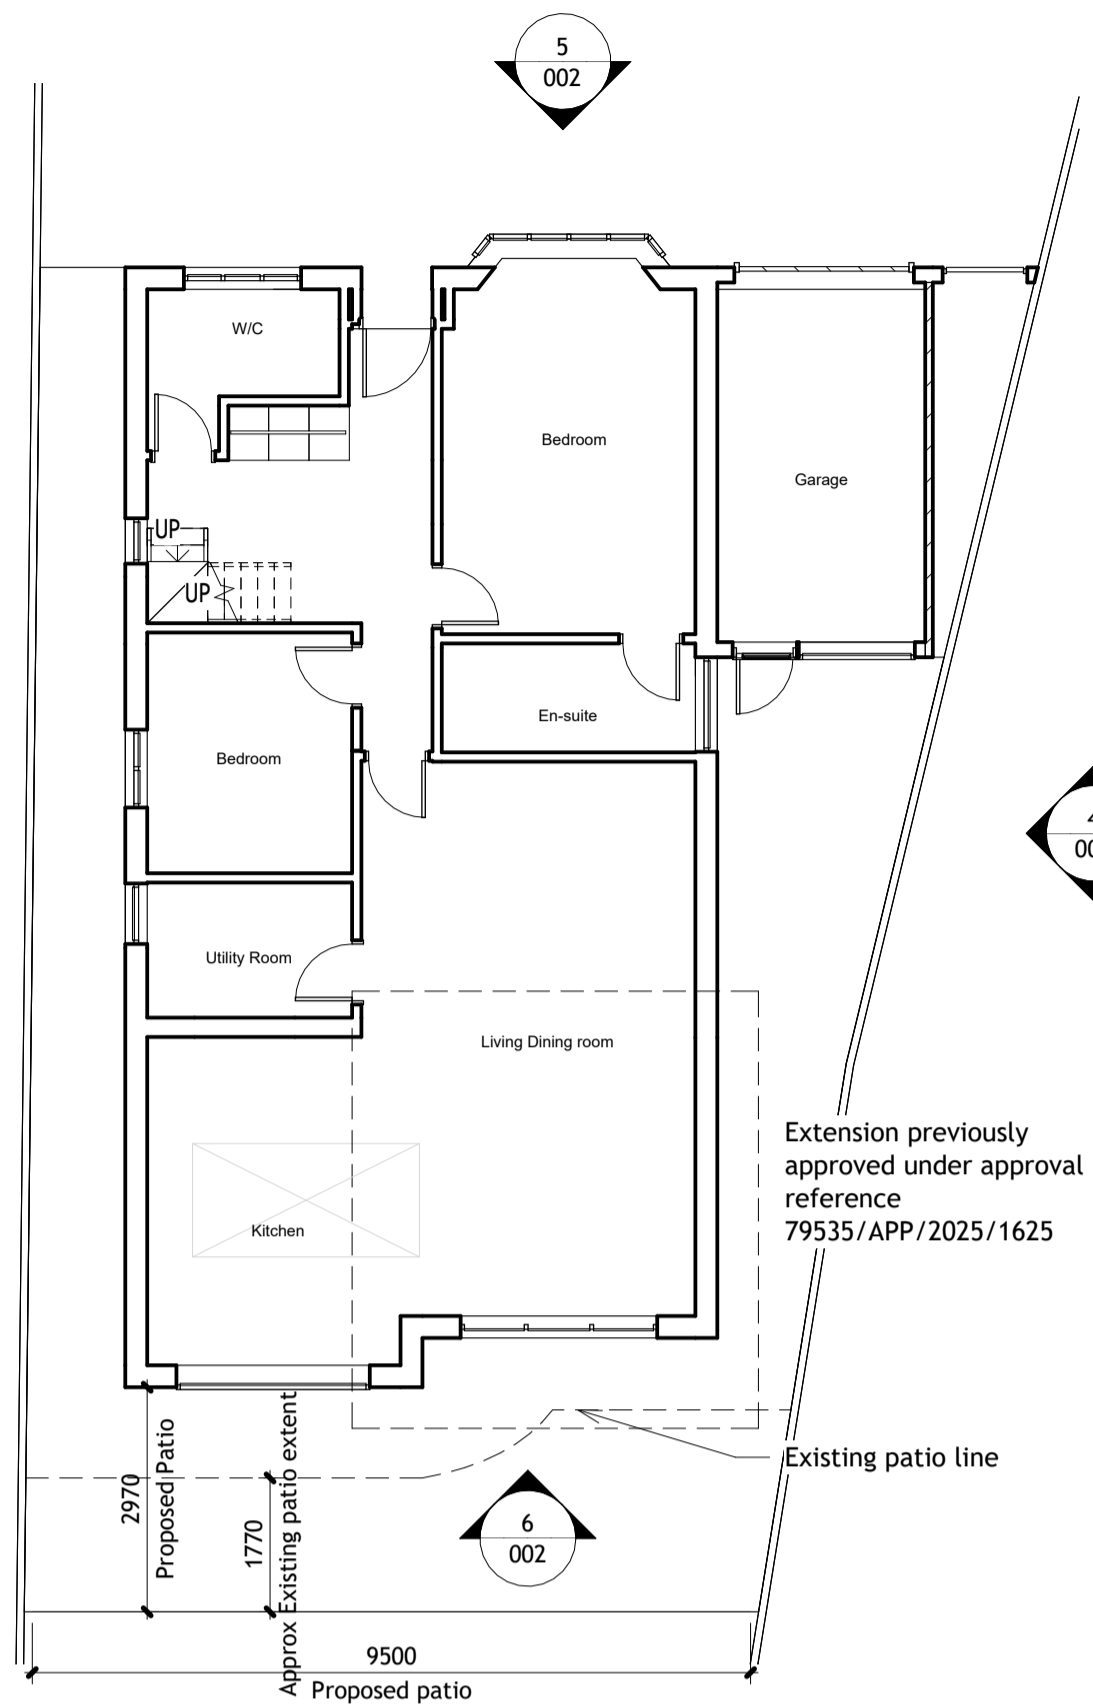 5
002
W/C
Bedroom
Garage
UP
UP
En-suite
Bedroom
4
Utility Room
Living Dining room
Extension previously
approved under approval
reference
79535/APP/2025/1625
Kitchen
Existing patio line
2970
Proposed Patio
1770
Approx Existing patio extent
6
002
9500
Proposed patio